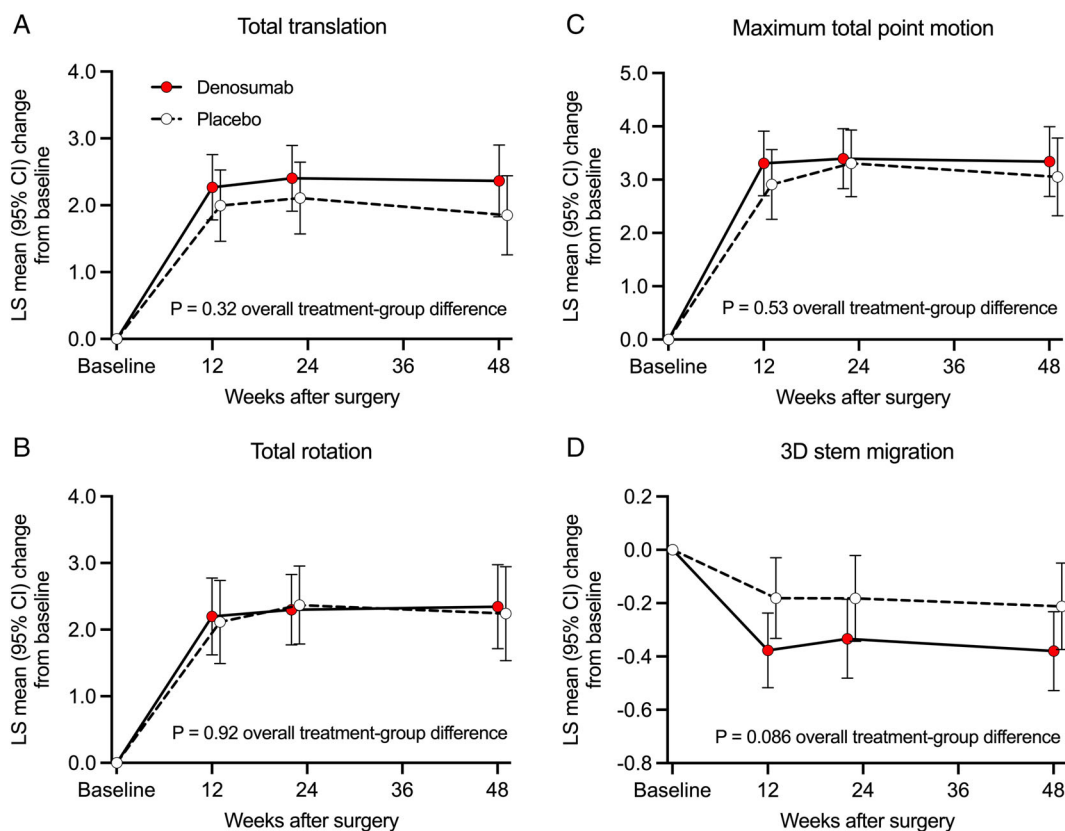 A
Total translation
LS mean (95% CI) change
from baseline
4.0
3.0
2.0
1.0
0.0
Denosumab
Placebo
P = 0.32 overall treatment-group difference
Baseline 12 24 36 48
Weeks after surgery
C
Maximum total point motion
LS mean (95% CI) change
from baseline
5.0
4.0
3.0
2.0
1.0
0.0
P = 0.53 overall treatment-group difference
Baseline 12 24 36 48
Weeks after surgery
B
Total rotation
LS mean (95% CI) change
from baseline
4.0
3.0
2.0
1.0
0.0
P = 0.92 overall treatment-group difference
Baseline 12 24 36 48
Weeks after surgery
D
3D stem migration
LS mean (95% CI) change
from baseline
0.2
0.0
-0.2
-0.4
-0.6
-0.8
P = 0.086 overall treatment-group difference
Baseline 12 24 36 48
Weeks after surgery